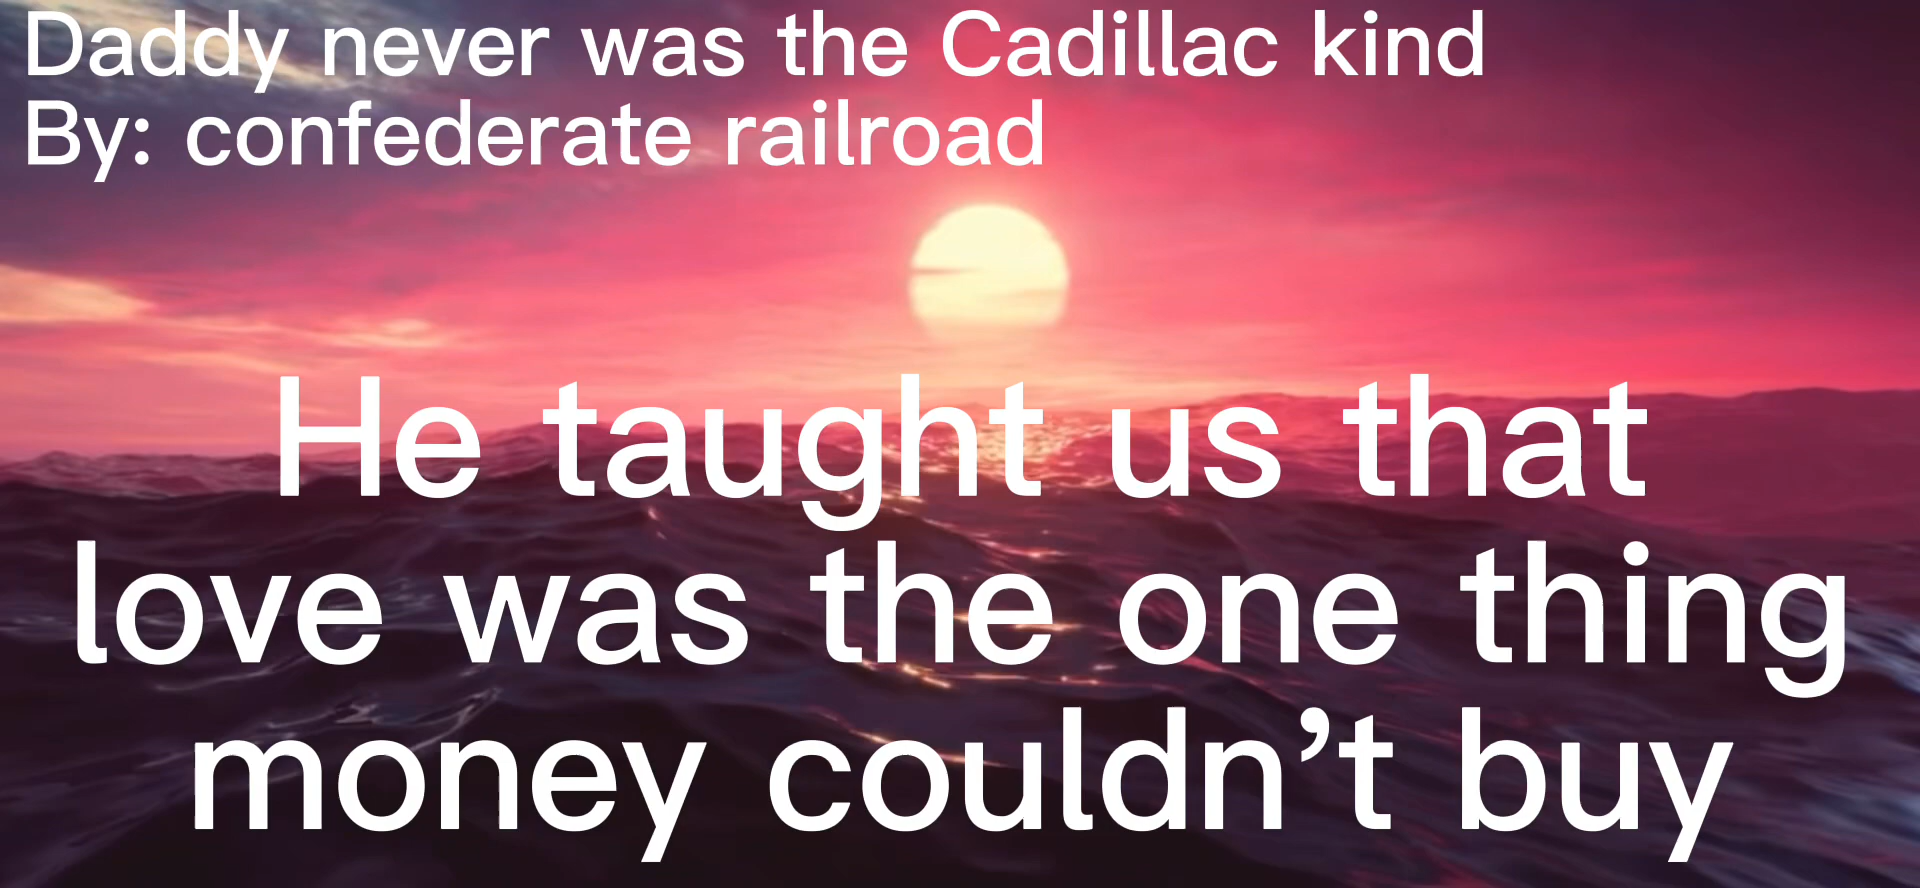 Daddy never was the Cadillac kind
By: confederate railroad
He taught us that
love was the one thing
money couldn’t buy